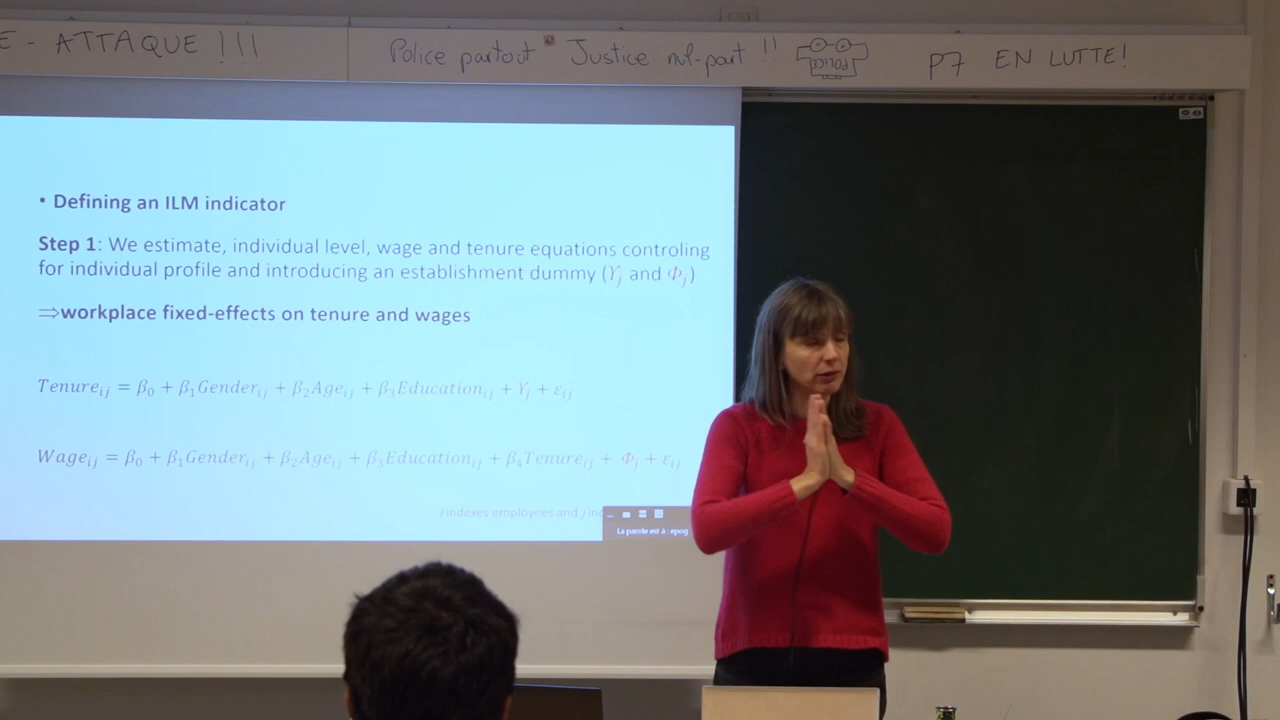 E - ATTAQUE !!!
Police partout Justice nul-part !!
POLICE
P7 EN LUTTE!
• Defining an ILM indicator
Step 1: We estimate, individual level, wage and tenure equations controling
for individual profile and introducing an establishment dummy (Υj and Φj)
⇒workplace fixed-effects on tenure and wages
Tenureij = β0 + β1Genderij + β2Ageij + β3Educationij + Υj + εij
Wageij = β0 + β1Genderij + β2Ageij + β3Educationij + β4Tenureij + Φj + εij
i indexes employees and j
La parole est à : epog